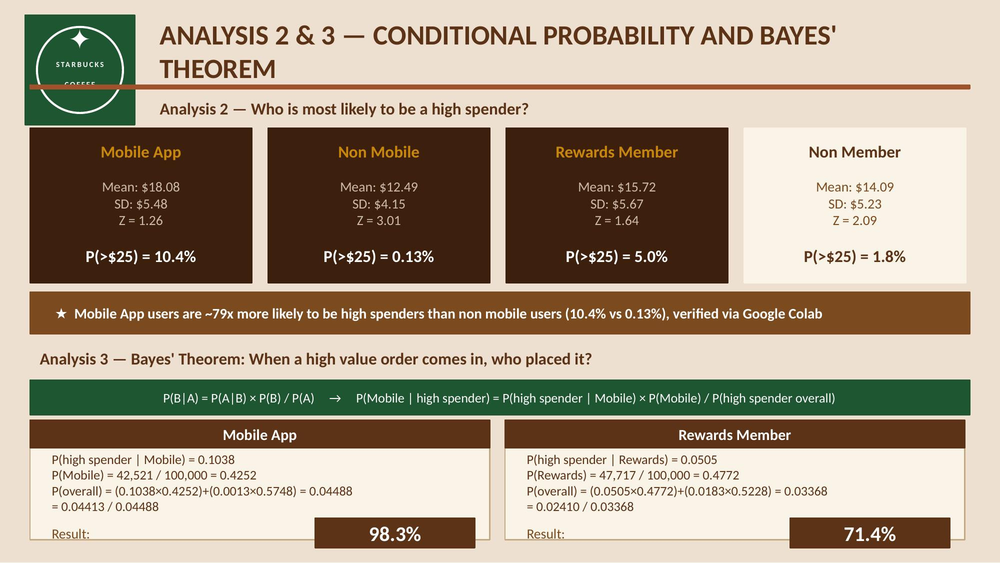 STARBUCKS
COFFEE
ANALYSIS 2 & 3 — CONDITIONAL PROBABILITY AND BAYES'
THEOREM
Analysis 2 — Who is most likely to be a high spender?
Mobile App
Mean: $18.08
SD: $5.48
Z = 1.26
P(>$25) = 10.4%
Non Mobile
Mean: $12.49
SD: $4.15
Z = 3.01
P(>$25) = 0.13%
Rewards Member
Mean: $15.72
SD: $5.67
Z = 1.64
P(>$25) = 5.0%
Non Member
Mean: $14.09
SD: $5.23
Z = 2.09
P(>$25) = 1.8%
★ Mobile App users are ~79x more likely to be high spenders than non mobile users (10.4% vs 0.13%), verified via Google Colab
Analysis 3 — Bayes' Theorem: When a high value order comes in, who placed it?
P(B|A) = P(A|B) × P(B) / P(A) → P(Mobile | high spender) = P(high spender | Mobile) × P(Mobile) / P(high spender overall)
Mobile App
P(high spender | Mobile) = 0.1038
P(Mobile) = 42,521 / 100,000 = 0.4252
P(overall) = (0.1038×0.4252)+(0.0013×0.5748) = 0.04488
= 0.04413 / 0.04488
Result:
98.3%
Rewards Member
P(high spender | Rewards) = 0.0505
P(Rewards) = 47,717 / 100,000 = 0.4772
P(overall) = (0.0505×0.4772)+(0.0183×0.5228) = 0.03368
= 0.02410 / 0.03368
Result:
71.4%